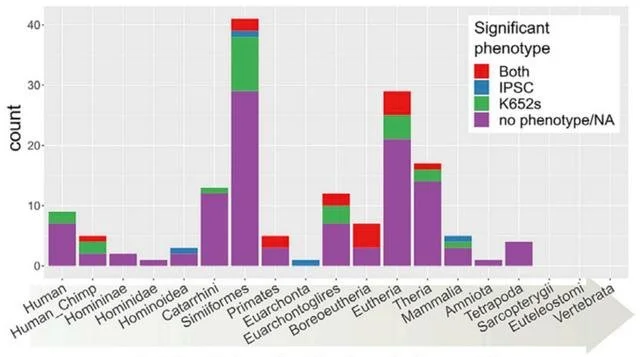 Significant
phenotype
Both
IPSC
K652s
no phenotype/NA
count
40
30
20
10
0
Human
Human_Chimp
Homininae
Hominidae
Hominoidea
Catarrhini
Simiiformes
Primates
Euarchonta
Euarchontoglires
Boreoeutheria
Eutheria
Theria
Mammalia
Amniota
Tetrapoda
Sarcopterygii
Euteleostomi
Vertebrata